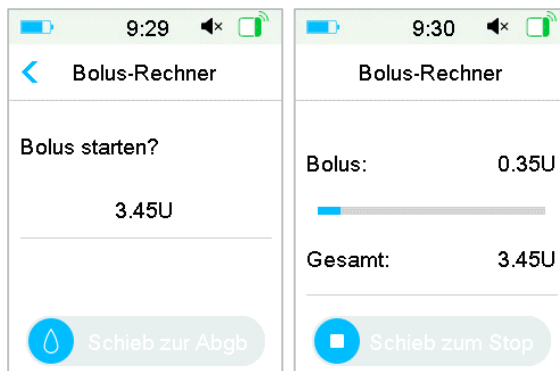 9:29
Bolus-Rechner
Bolus starten?
3.45U
Schieb zur Abgb
9:30
Bolus-Rechner
Bolus: 0.35U
Gesamt: 3.45U
Schieb zum Stop